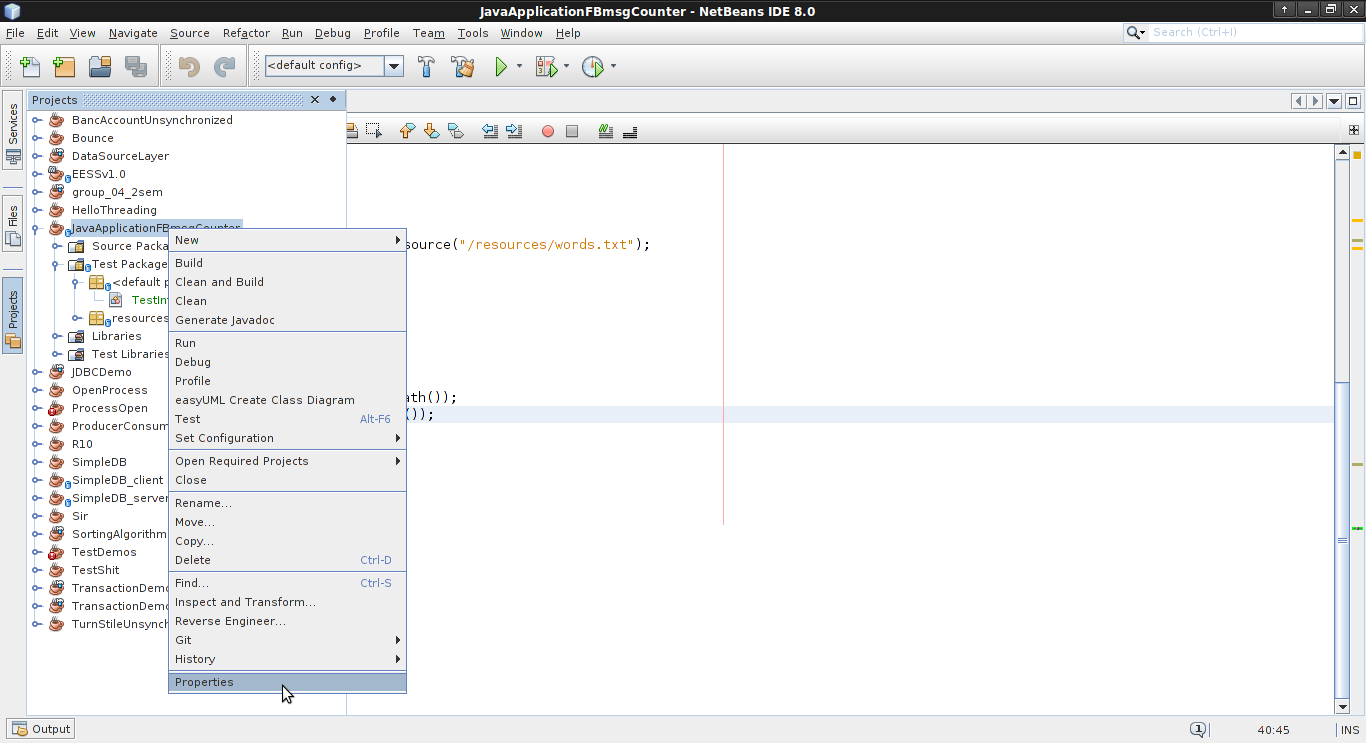 JavaApplicationFBmsgCounter - NetBeans IDE 8.0
File Edit View Navigate Source Refactor Run Debug Profile Team Tools Window Help
Search (Ctrl+I)
<default config>
Services
Files
Projects
Projects
BancAccountUnsynchronized
Bounce
DataSourceLayer
EESSv1.0
group_04_2sem
HelloThreading
JavaApplicationFBmsgCounter
Source Packa
Test Package
<default p
TestIn
resources
Libraries
Test Libraries
JDBCDemo
OpenProcess
ProcessOpen
ProducerConsum
R10
SimpleDB
SimpleDB_client
SimpleDB_server
Sir
SortingAlgorithm
TestDemos
TestShit
TransactionDemo
TransactionDemo
TurnStileUnsynch
New
Build
Clean and Build
Clean
Generate Javadoc
Run
Debug
Profile
easyUML Create Class Diagram
Test Alt-F6
Set Configuration
Open Required Projects
Close
Rename...
Move...
Copy...
Delete Ctrl-D
Find... Ctrl-S
Inspect and Transform...
Reverse Engineer...
Git
History
Properties
source("/resources/words.txt");
ath());
());
Output
1
40:45
INS